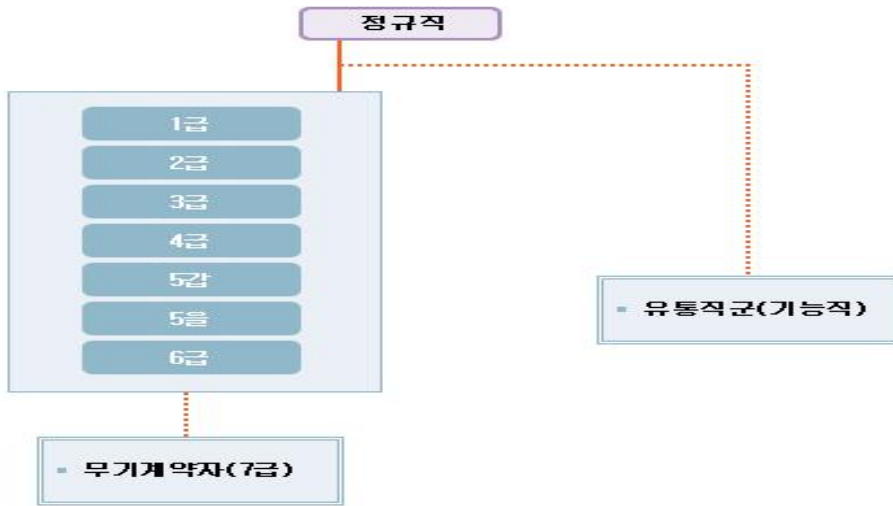 정규직
1급
2급
3급
4급
5갑
5을
6급
유통직군(기능직)
무기계약자(7급)